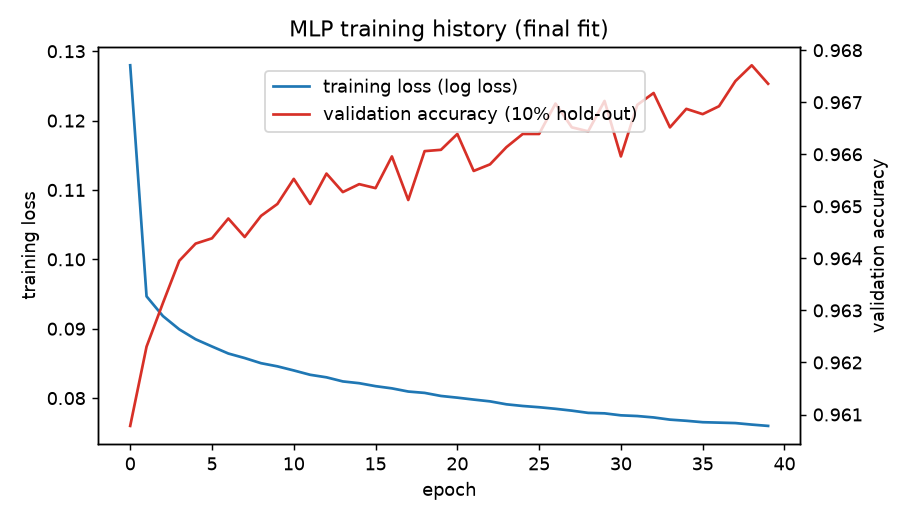 MLP training history (final fit)
training loss (log loss)
validation accuracy (10% hold-out)
0.13
0.12
0.11
0.10
0.09
0.08
training loss
0.968
0.967
0.966
0.965
0.964
0.963
0.962
0.961
validation accuracy
0 5 10 15 20 25 30 35 40
epoch